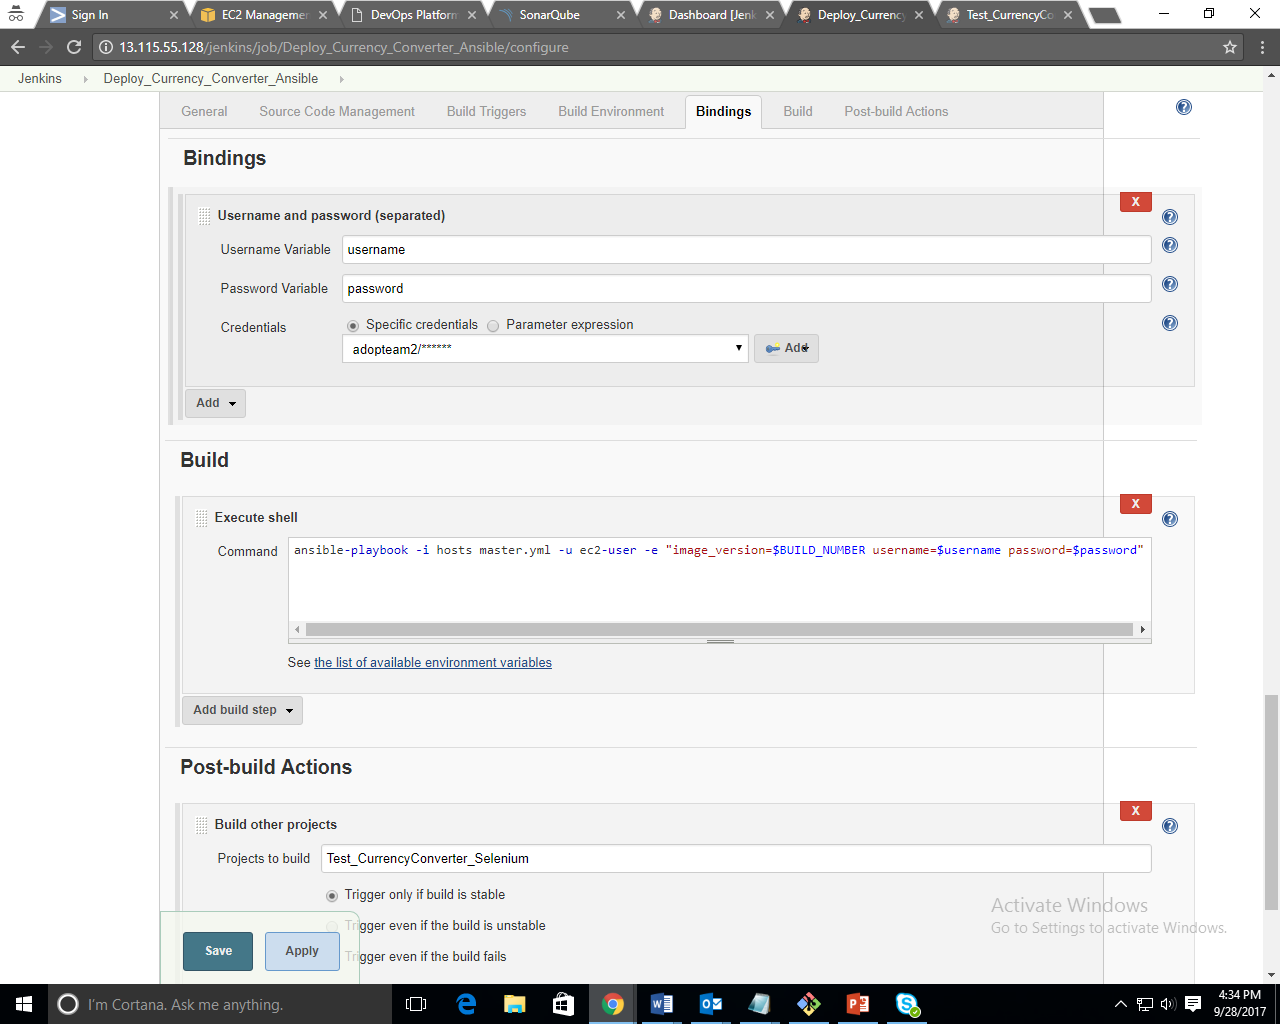 Sign In
EC2 Managemer
DevOps Platforn
SonarQube
Dashboard [Jenk
Deploy_Currency
Test_CurrencyCo
13.115.55.128/jenkins/job/Deploy_Currency_Converter_Ansible/configure
Jenkins Deploy_Currency_Converter_Ansible
General Source Code Management Build Triggers Build Environment Bindings Build Post-build Actions
Bindings
X
Username and password (separated)
Username Variable username
Password Variable password
Credentials Specific credentials Parameter expression
adopteam2/****** Add
Add
Build
X
Execute shell
Command ansible-playbook -i hosts master.yml -u ec2-user -e "image_version=$BUILD_NUMBER username=$username password=$password"
See the list of available environment variables
Add build step
Post-build Actions
X
Build other projects
Projects to build Test_CurrencyConverter_Selenium
Trigger only if build is stable
Trigger even if the build is unstable
Trigger even if the build fails
Save Apply
Activate Windows
Go to Settings to activate Windows.
I'm Cortana. Ask me anything.
4:34 PM
9/28/2017